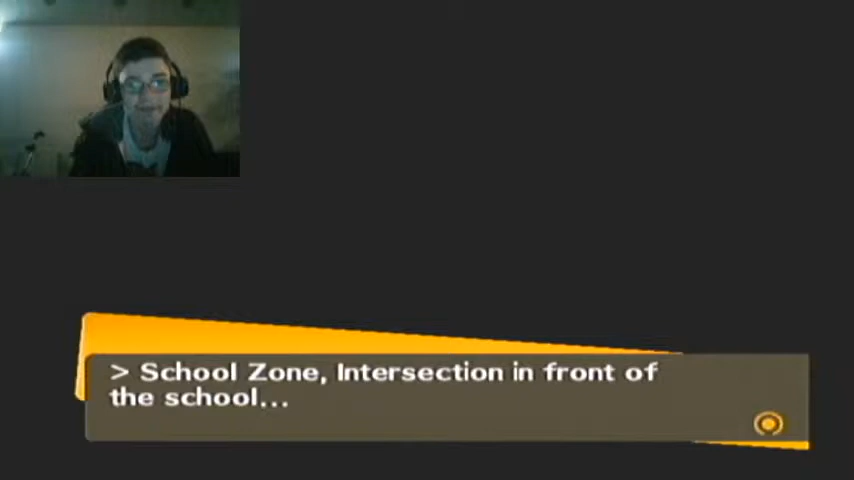 > School Zone, Intersection in front of
the school...